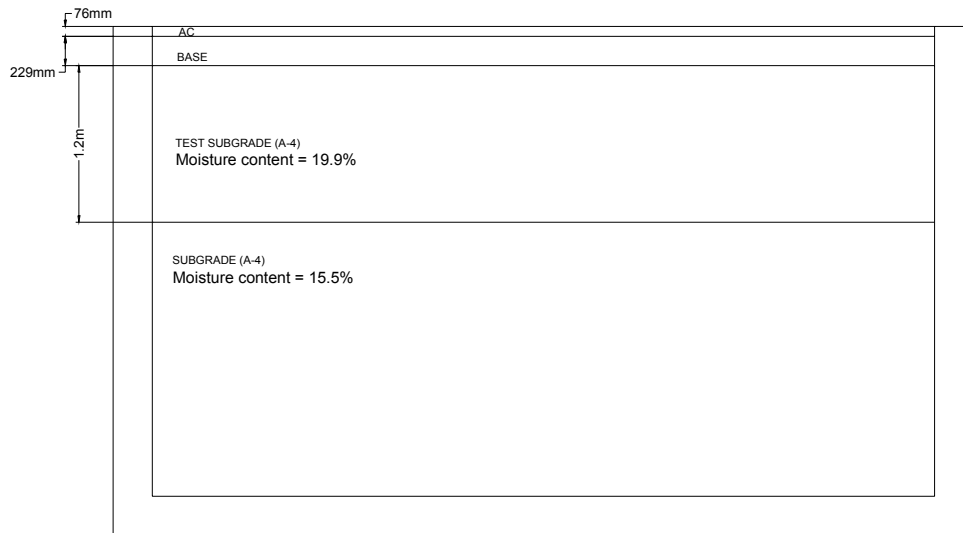 76mm
AC
BASE
229mm
1.2m
TEST SUBGRADE (A-4)
Moisture content = 19.9%
SUBGRADE (A-4)
Moisture content = 15.5%